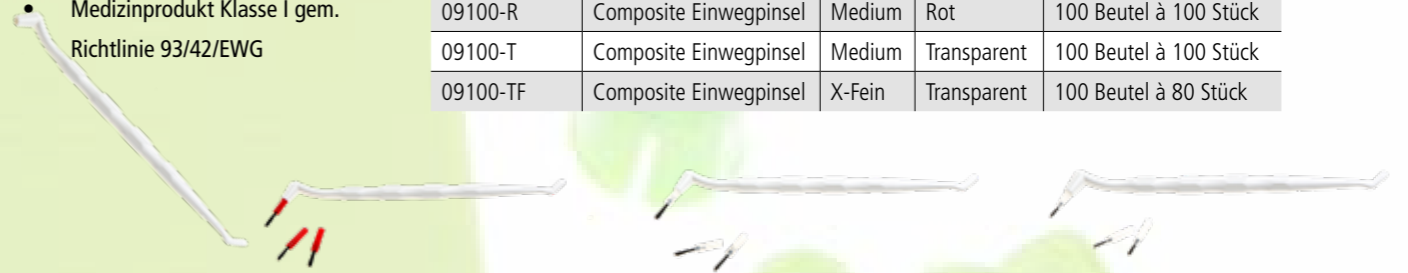 • Medizinprodukt Klasse I gem.
Richtlinie 93/42/EWG
09100-R Composite Einwegpinsel Medium Rot 100 Beutel à 100 Stück
09100-T Composite Einwegpinsel Medium Transparent 100 Beutel à 100 Stück
09100-TF Composite Einwegpinsel X-Fein Transparent 100 Beutel à 80 Stück